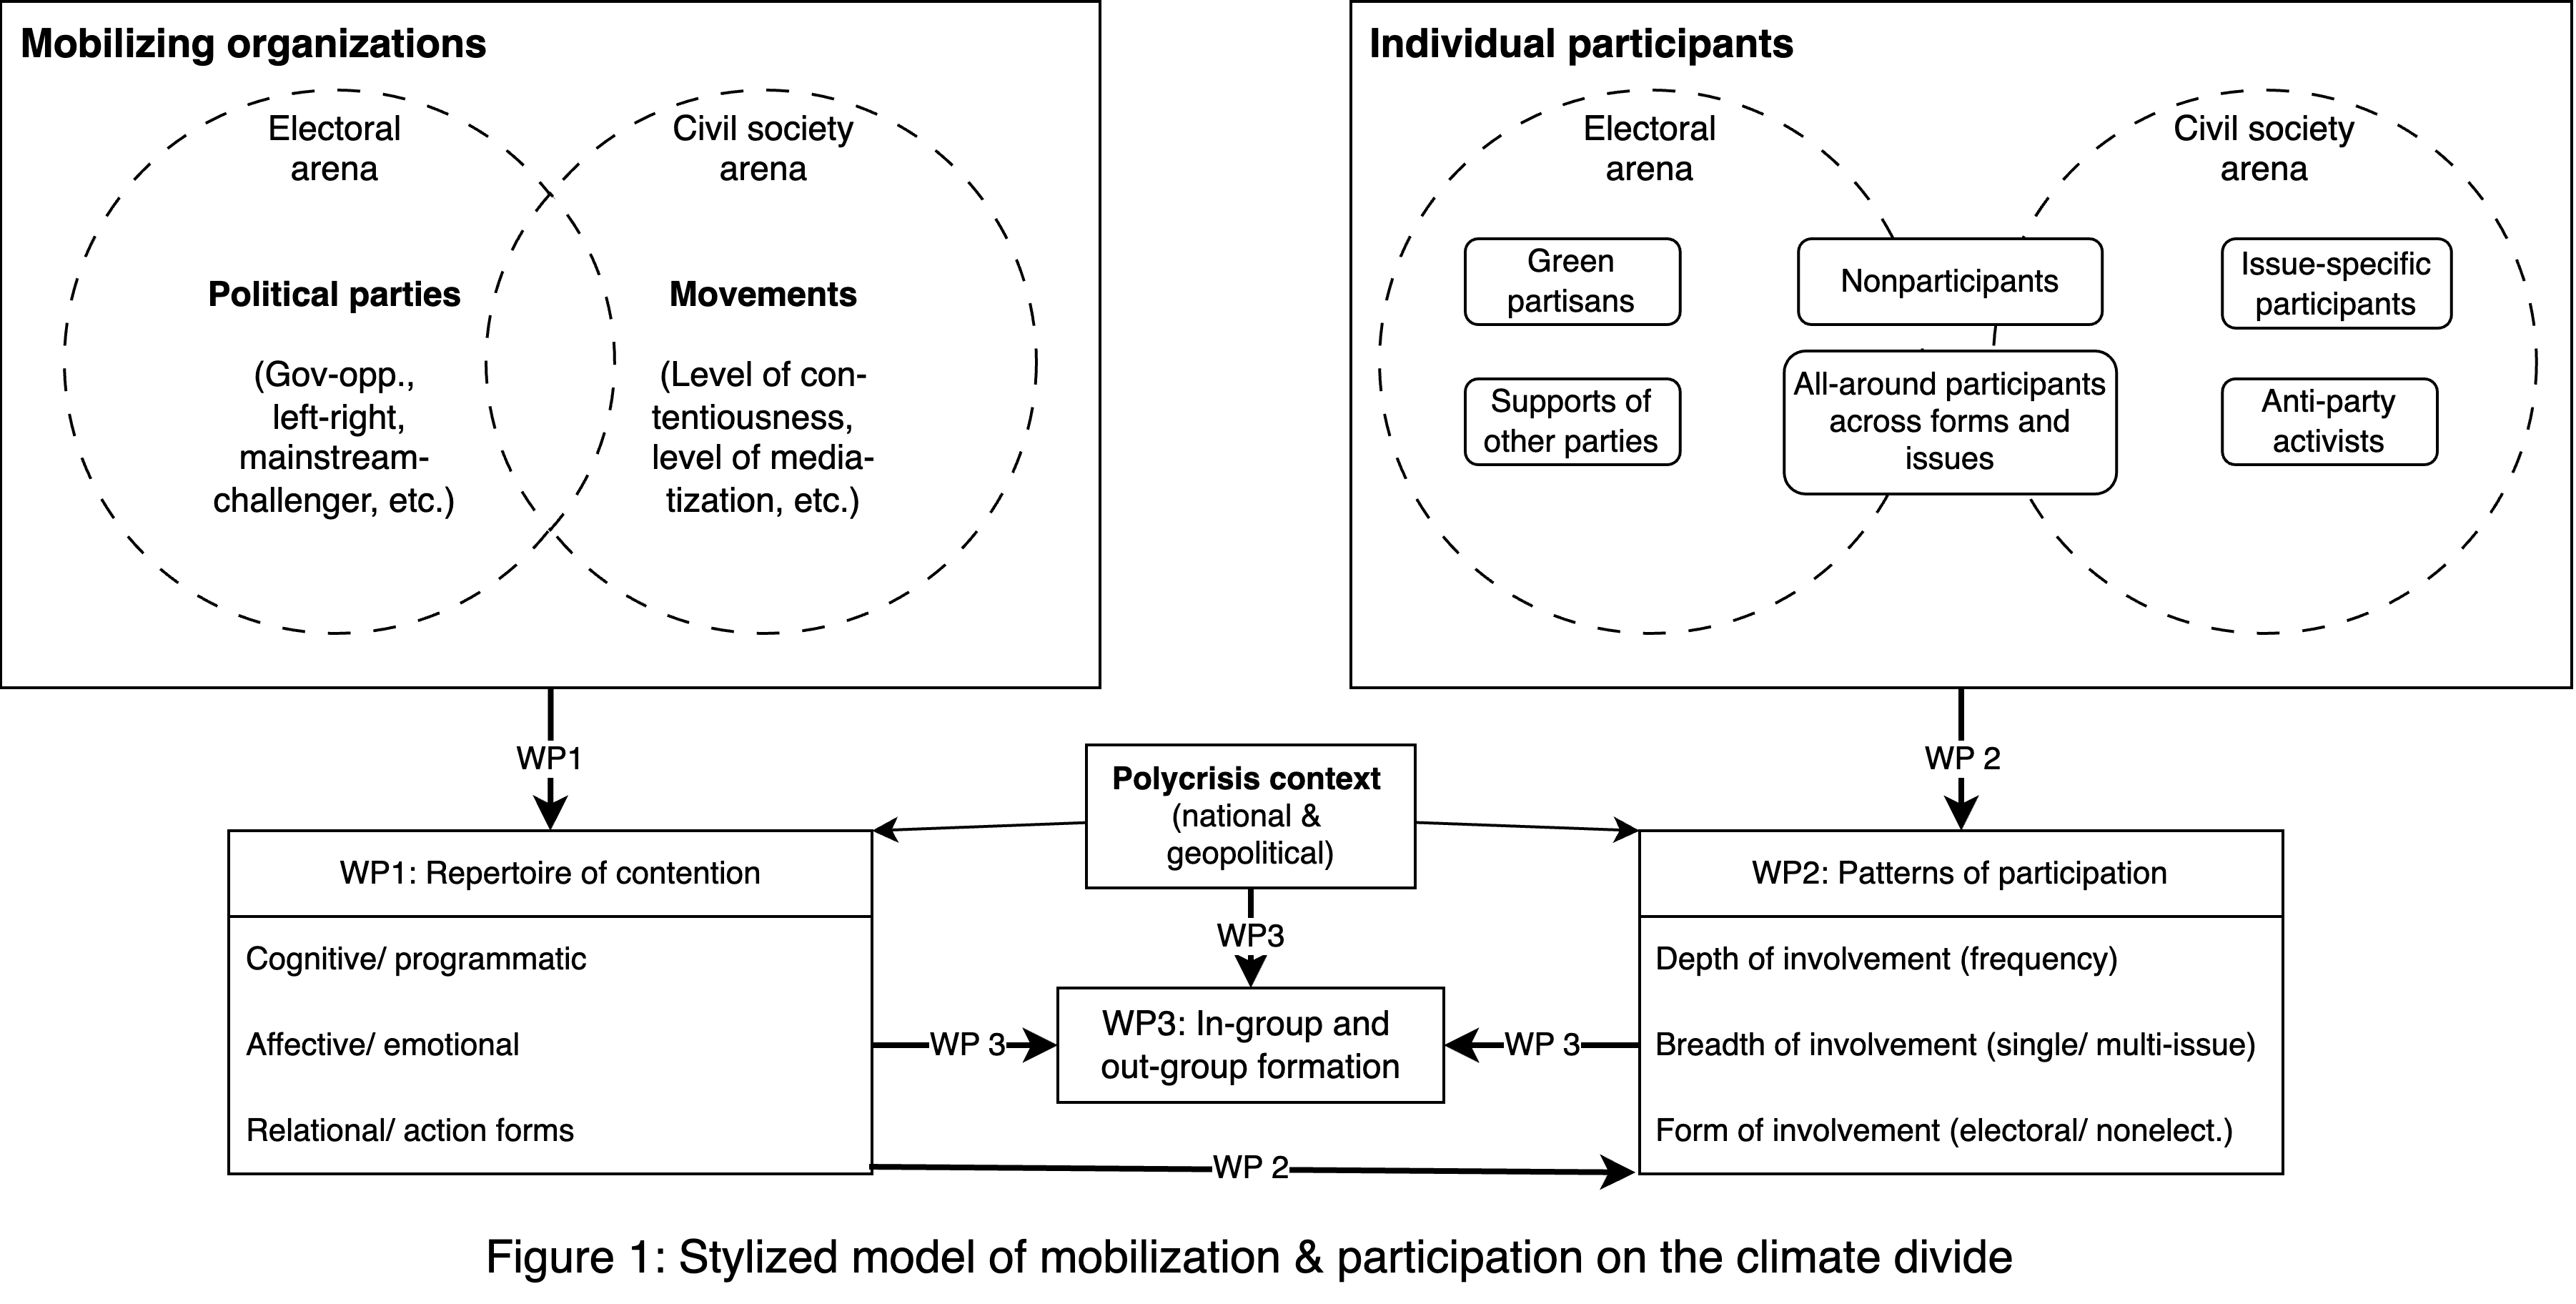 Mobilizing organizations
Electoral
arena
Civil society
arena
Political parties
(Gov-opp.,
left-right,
mainstream-
challenger, etc.)
Movements
(Level of con-
tentiousness,
level of media-
tization, etc.)
Individual participants
Electoral
arena
Civil society
arena
Green
partisans
Nonparticipants
Issue-specific
participants
Supports of
other parties
All-around participants
across forms and
issues
Anti-party
activists
WP1
WP 2
Polycrisis context
(national &
geopolitical)
WP1: Repertoire of contention
Cognitive/ programmatic
Affective/ emotional
Relational/ action forms
WP3
WP 3
WP3: In-group and
out-group formation
WP 3
WP2: Patterns of participation
Depth of involvement (frequency)
Breadth of involvement (single/ multi-issue)
Form of involvement (electoral/ nonelect.)
WP 2
Figure 1: Stylized model of mobilization & participation on the climate divide